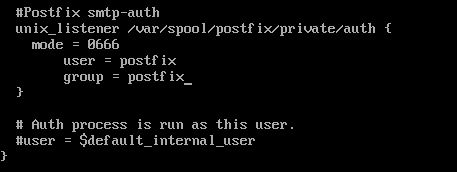 #Postfix smtp-auth
unix_listener /var/spool/postfix/private/auth {
mode = 0666
user = postfix
group = postfix_
}
# Auth process is run as this user.
#user = $default_internal_user
}